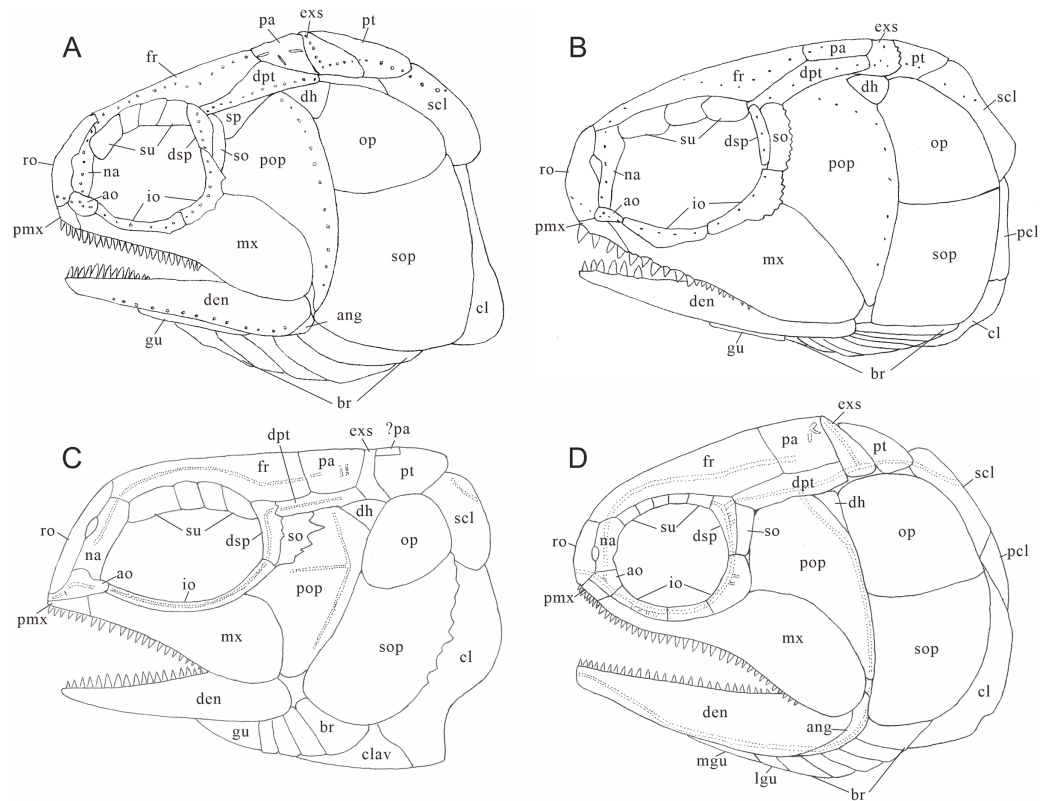 A
pa
exs
pt
fr
dpt
dh
scl
sp
op
su
dsp
so
pop
ro
na
ao
io
pmx
mx
sop
den
ang
cl
gu
br
B
exs
pa
pt
fr
dpt
dh
scl
su
dsp
so
op
ro
na
pop
ao
io
pmx
pcl
mx
sop
den
gu
cl
br
C
dpt
exs
?pa
fr
pa
pt
dh
scl
ro
su
dsp
so
op
na
ao
io
pop
pmx
mx
sop
cl
den
gu
br
clav
D
exs
pa
pt
fr
dpt
scl
dh
su
so
op
ro
na
dsp
pcl
ao
io
pop
pmx
mx
sop
cl
den
ang
mgu
lgu
br